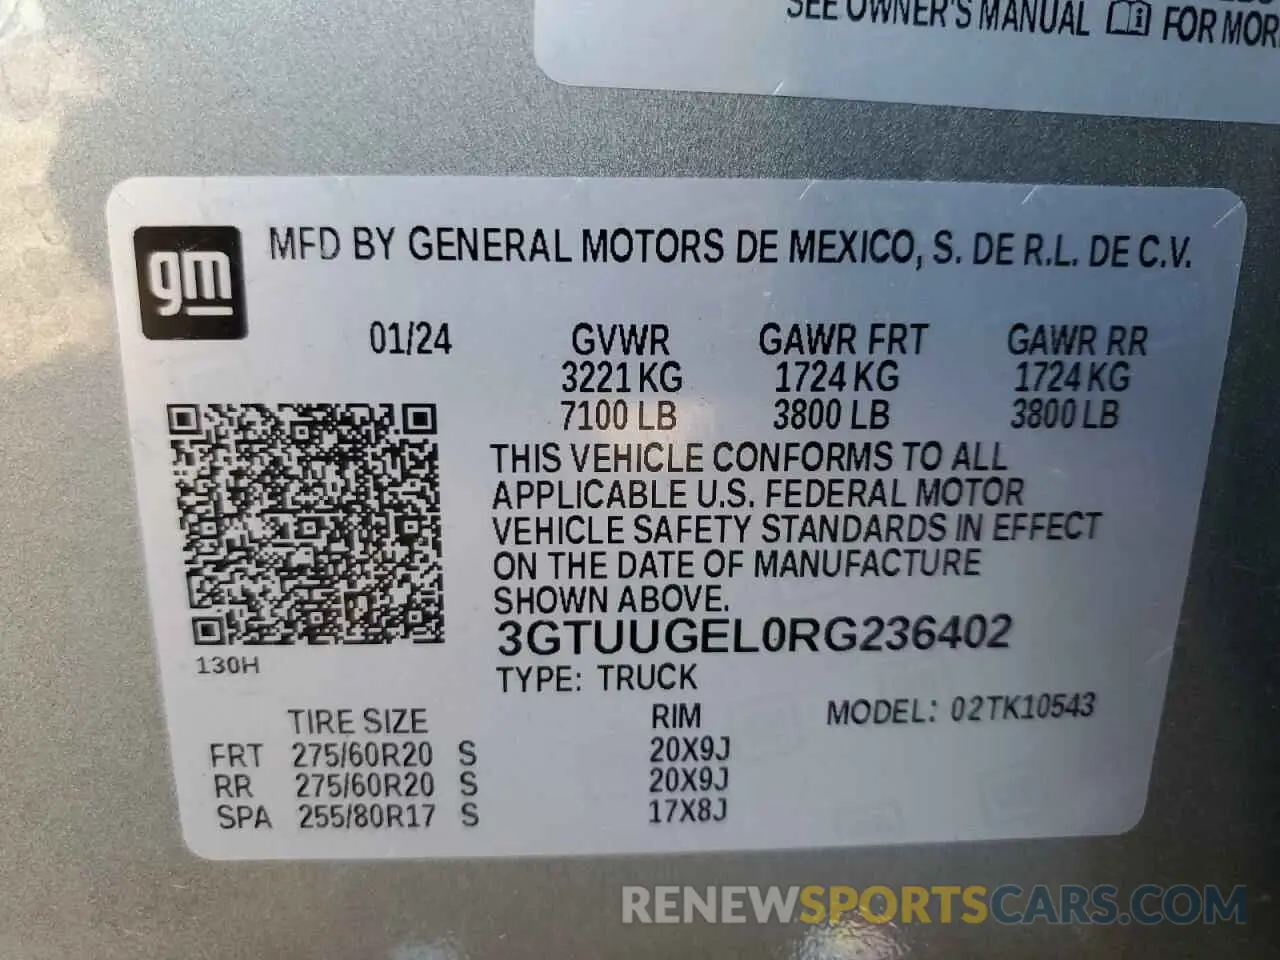 SEE OWNER'S MANUAL FOR MOR
gm
MFD BY GENERAL MOTORS DE MEXICO, S. DE R.L. DE C.V.
01/24 GVWR GAWR FRT GAWR RR
3221 KG 1724 KG 1724 KG
7100 LB 3800 LB 3800 LB
THIS VEHICLE CONFORMS TO ALL
APPLICABLE U.S. FEDERAL MOTOR
VEHICLE SAFETY STANDARDS IN EFFECT
ON THE DATE OF MANUFACTURE
SHOWN ABOVE.
3GTUUGEL0RG236402
130H
TYPE: TRUCK
TIRE SIZE RIM MODEL: 02TK10543
FRT 275/60R20 S 20X9J
RR 275/60R20 S 20X9J
SPA 255/80R17 S 17X8J
RENEWSPORTSCARS.COM